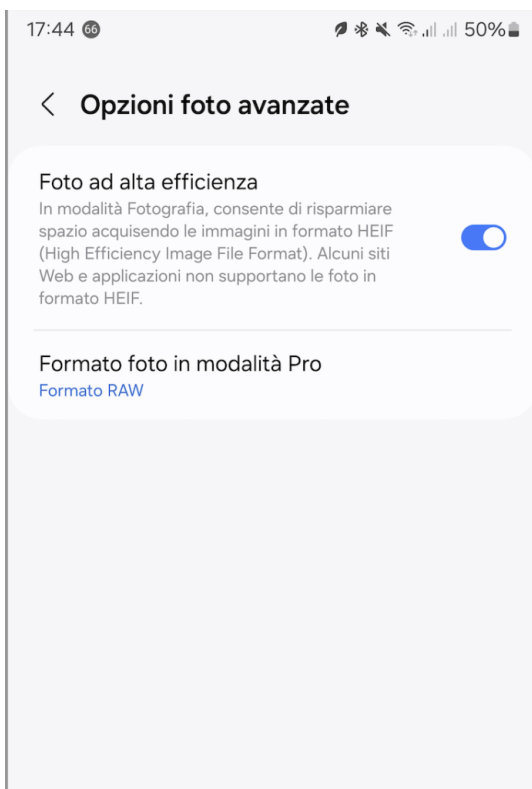 17:44 66 50%
Opzioni foto avanzate
Foto ad alta efficienza
In modalità Fotografia, consente di risparmiare
spazio acquisendo le immagini in formato HEIF
(High Efficiency Image File Format). Alcuni siti
Web e applicazioni non supportano le foto in
formato HEIF.
Formato foto in modalità Pro
Formato RAW